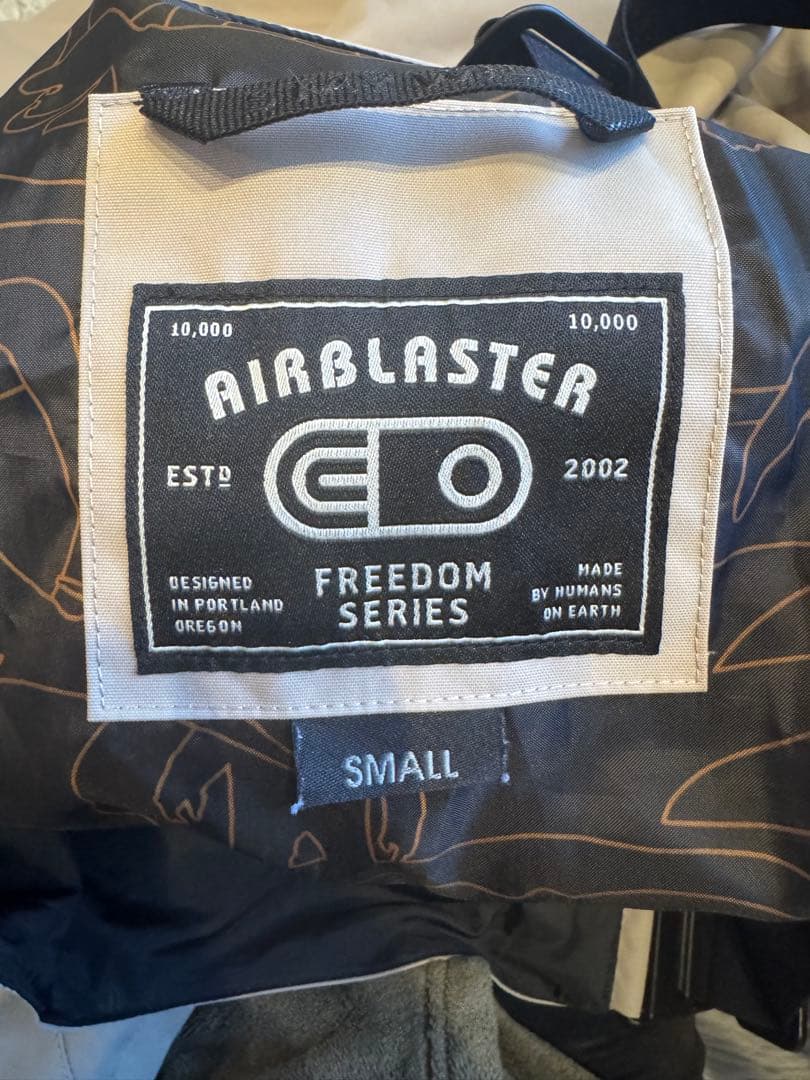 10,000 10,000
AIRBLASTER
ESTD 2002
FREEDOM
SERIES
DESIGNED
IN PORTLAND
OREGON
MADE
BY HUMANS
ON EARTH
SMALL